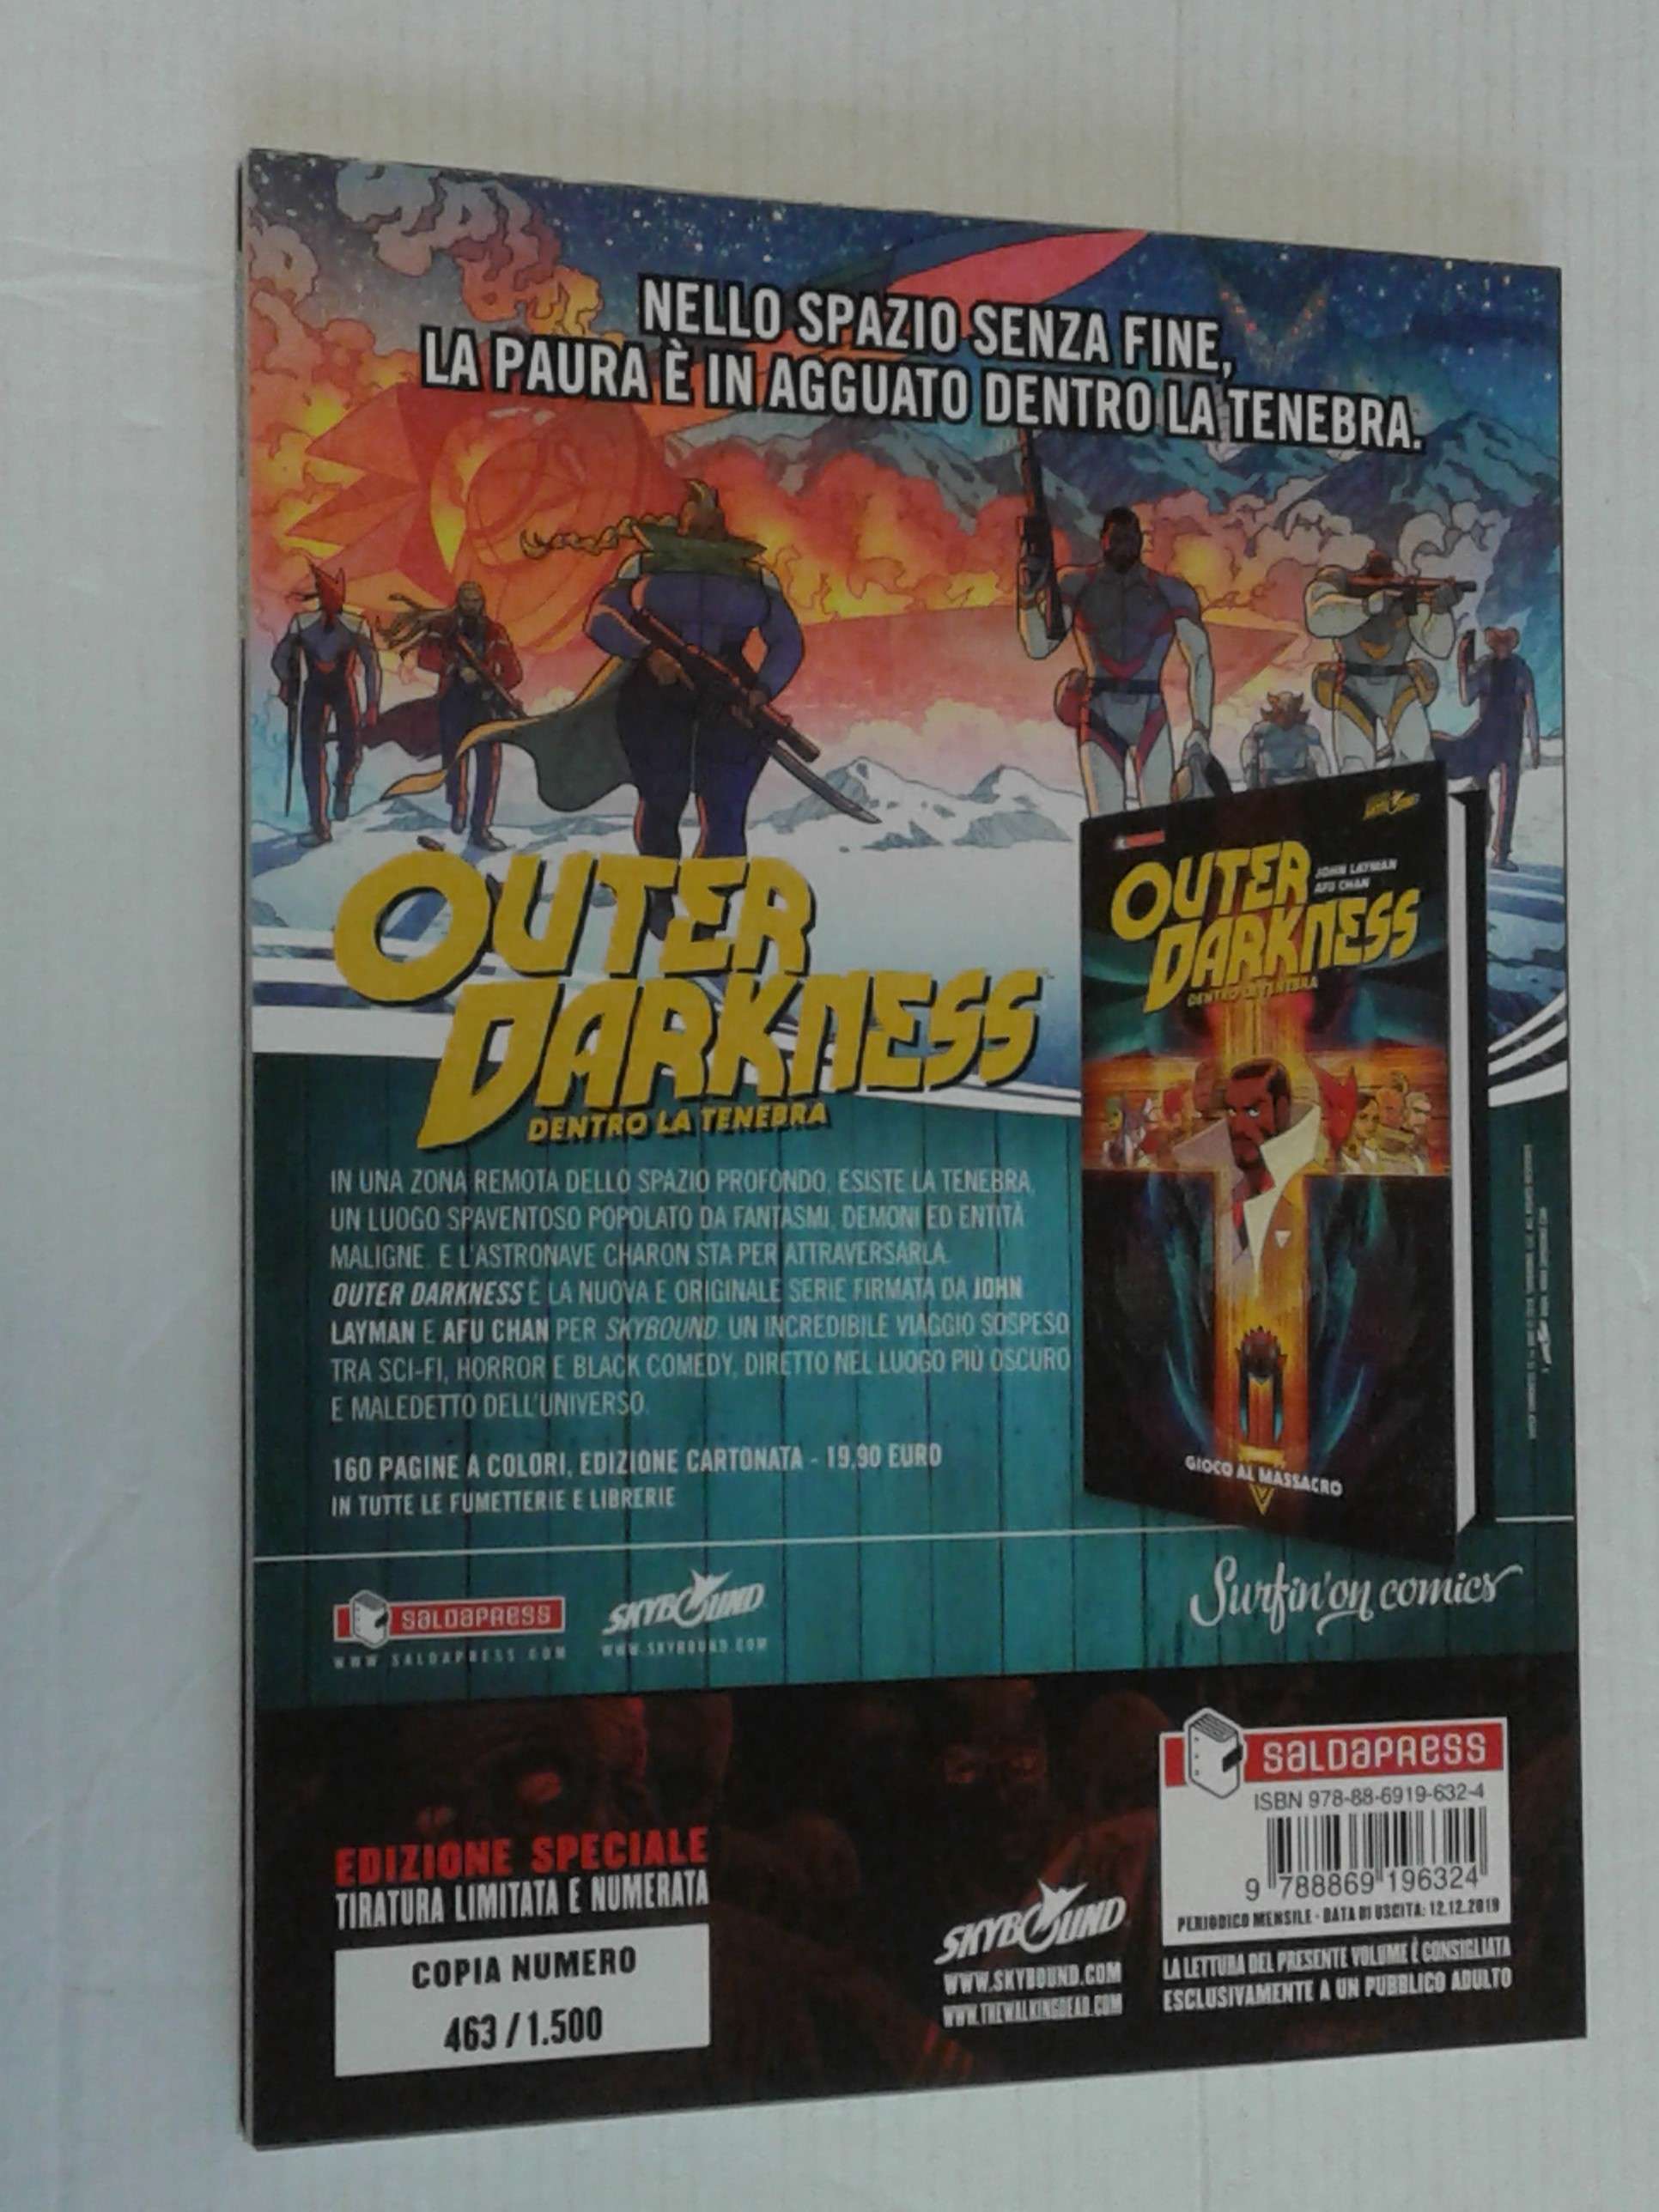 NELLO SPAZIO SENZA FINE,
LA PAURA È IN AGGUATO DENTRO LA TENEBRA.
OUTER
DARKNESS
DENTRO LA TENEBRA
IN UNA ZONA REMOTA DELLO SPAZIO PROFONDO, ESISTE LA TENEBRA,
UN LUOGO SPAVENTOSO POPOLATO DA FANTASMI, DEMONI ED ENTITÀ
MALIGNE. E L'ASTRONAVE CHARON STA PER ATTRAVERSARLA.
OUTER DARKNESS È LA NUOVA E ORIGINALE SERIE FIRMATA DA JOHN
LAYMAN E AFU CHAN PER SKYBOUND. UN INCREDIBILE VIAGGIO SOSPESO
TRA SCI-FI, HORROR E BLACK COMEDY, DIRETTO NEL LUOGO PIÙ OSCURO
E MALEDETTO DELL'UNIVERSO.
160 PAGINE A COLORI, EDIZIONE CARTONATA - 19,90 EURO
IN TUTTE LE FUMETTERIE E LIBRERIE
OUTER
JOHN LAYMAN
AFU CHAN
DARKNESS
DENTRO LA TENEBRA
GIOCO AL MASSACRO
SALDAPRESS
WWW.SALDAPRESS.COM
SKYBOUND
WWW.SKYBOUND.COM
Surfin' on comics
EDIZIONE SPECIALE
TIRATURA LIMITATA E NUMERATA
COPIA NUMERO
463 / 1.500
SKYBOUND
WWW.SKYBOUND.COM
WWW.THEWALKINGDEAD.COM
SALDAPRESS
ISBN 978-88-6919-632-4
9 788869 196324
PERIODICO MENSILE - DATA DI USCITA: 12.12.2019
LA LETTURA DEL PRESENTE VOLUME È CONSIGLIATA
ESCLUSIVAMENTE A UN PUBBLICO ADULTO